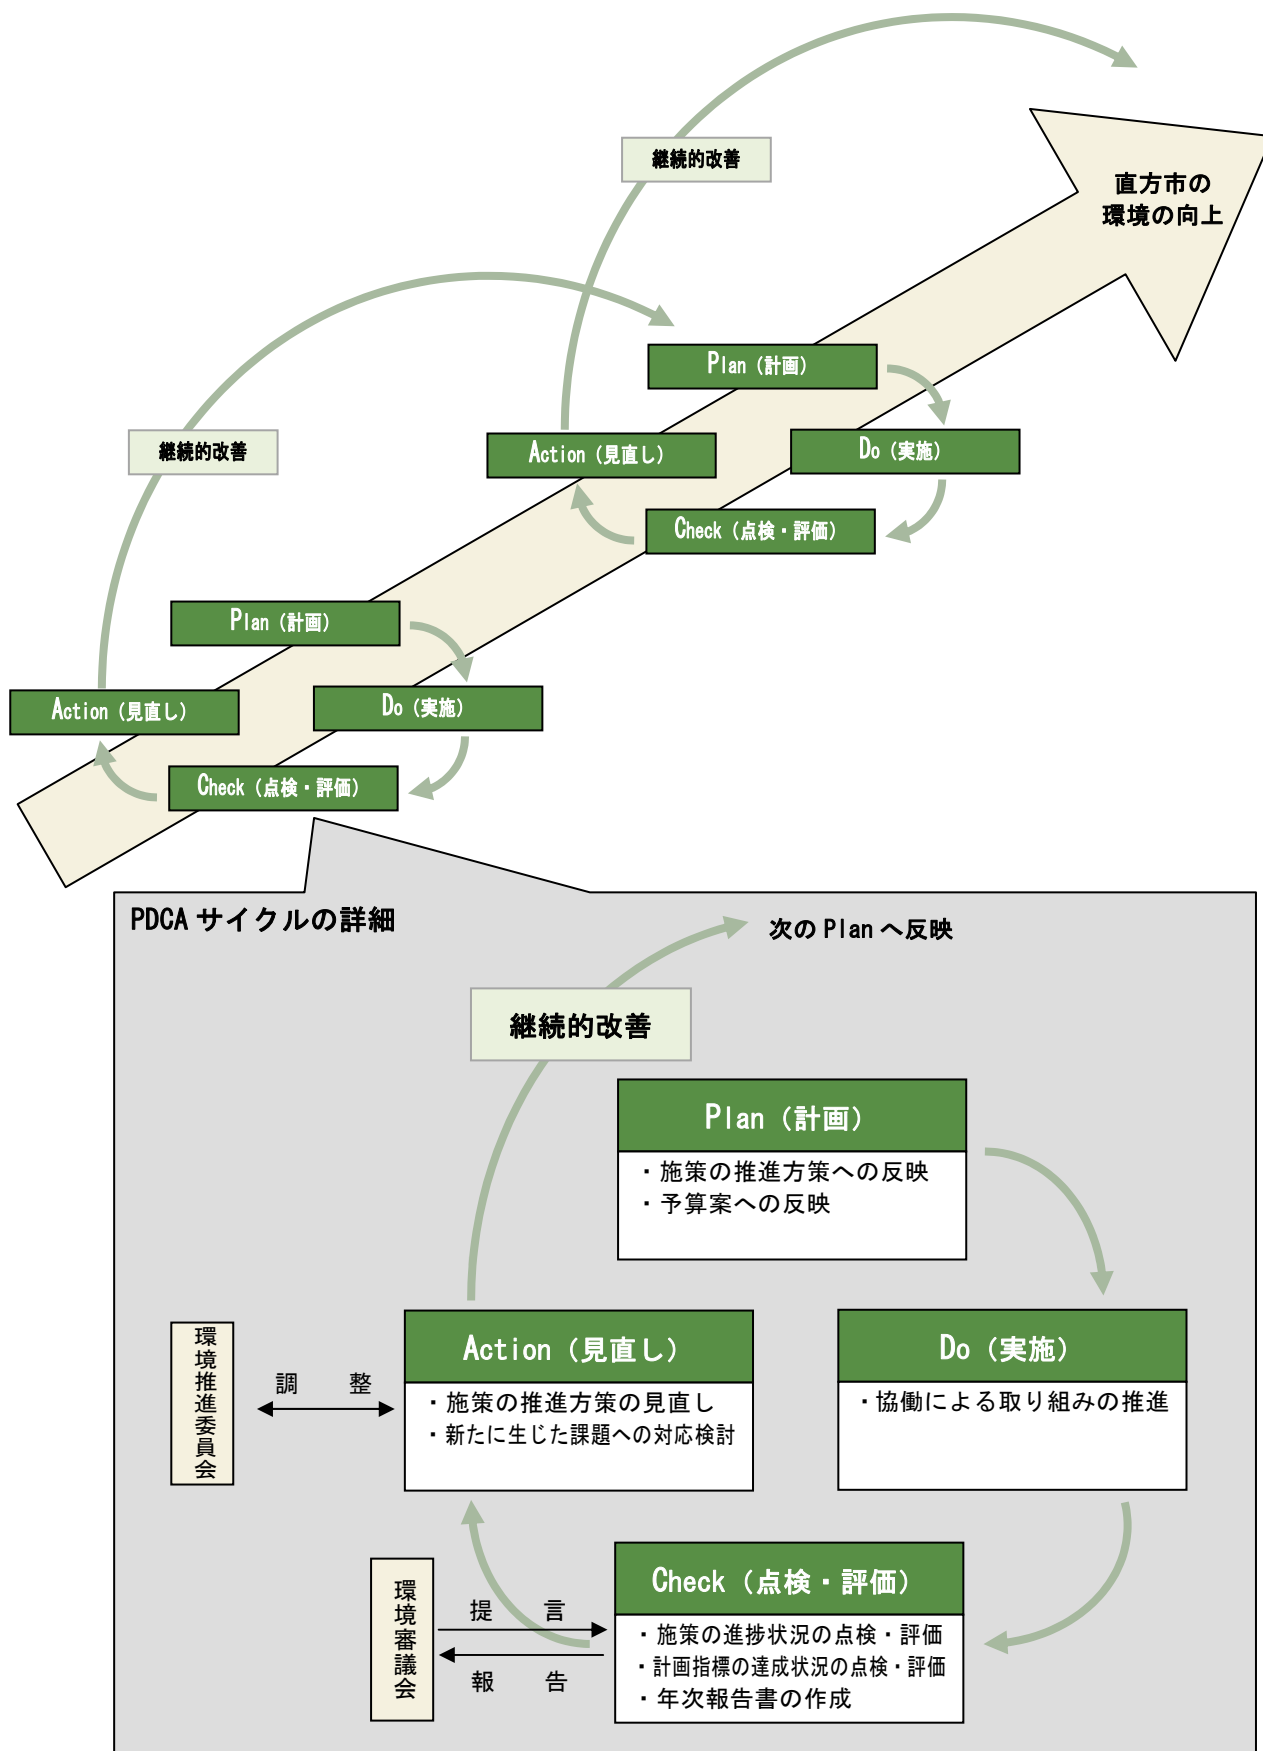 継続的改善
直方市の
環境の向上
Plan（計画）
Action（見直し）
Do（実施）
Check（点検・評価）
継続的改善
Plan（計画）
Action（見直し）
Do（実施）
Check（点検・評価）
PDCA サイクルの詳細
次の Plan へ反映
継続的改善
Plan（計画）
・施策の推進方策への反映
・予算案への反映
環境推進委員会
調　整
Action（見直し）
・施策の推進方策の見直し
・新たに生じた課題への対応検討
Do（実施）
・協働による取り組みの推進
環境審議会
提　言
報　告
Check（点検・評価）
・施策の進捗状況の点検・評価
・計画指標の達成状況の点検・評価
・年次報告書の作成